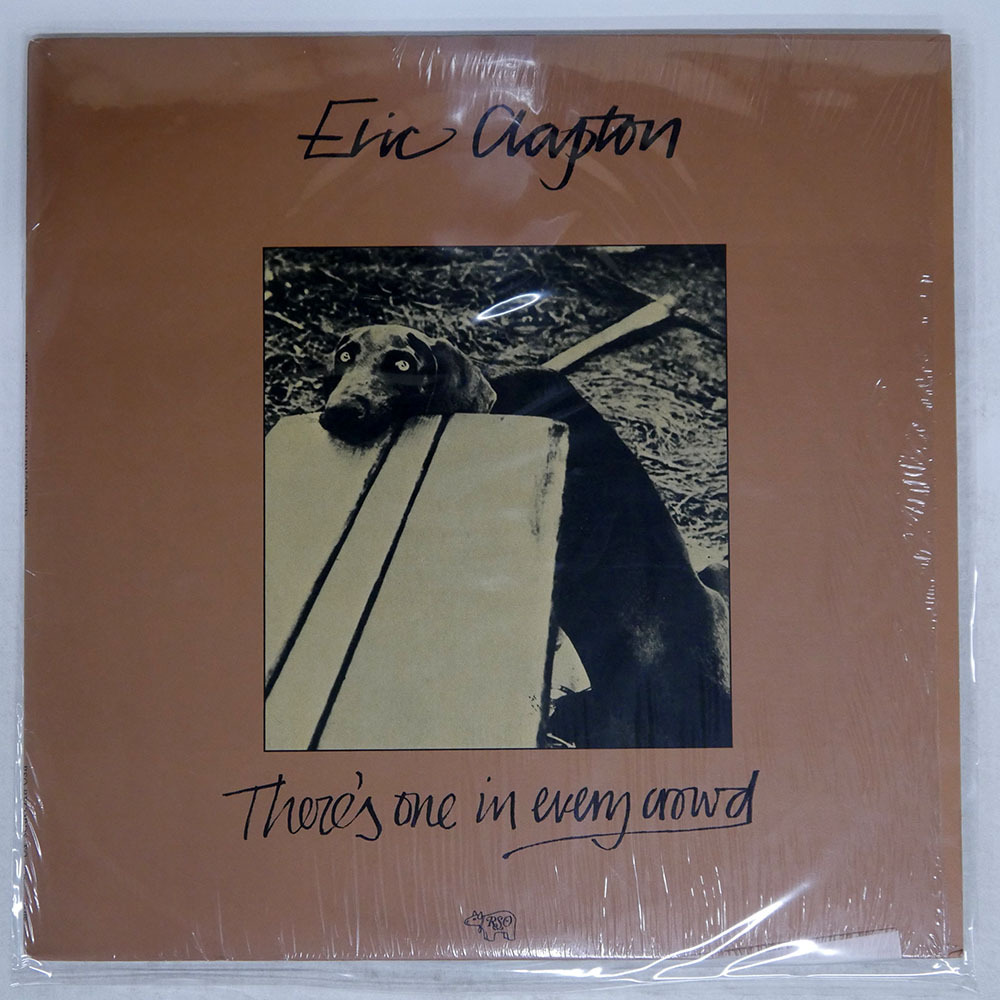 Eric Clapton
There's one in every crowd
RSO